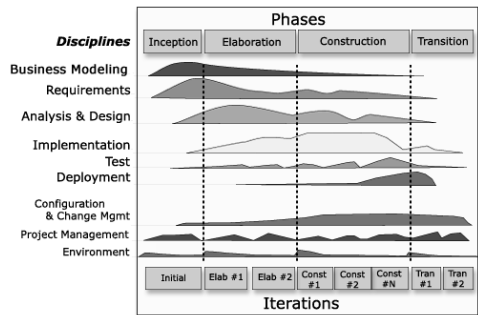 Phases
Disciplines
Inception Elaboration Construction Transition
Business Modeling
Requirements
Analysis & Design
Implementation
Test
Deployment
Configuration
& Change Mgmt
Project Management
Environment
Initial Elab #1 Elab #2 Const #1 Const #2 Const #N Tran #1 Tran #2
Iterations